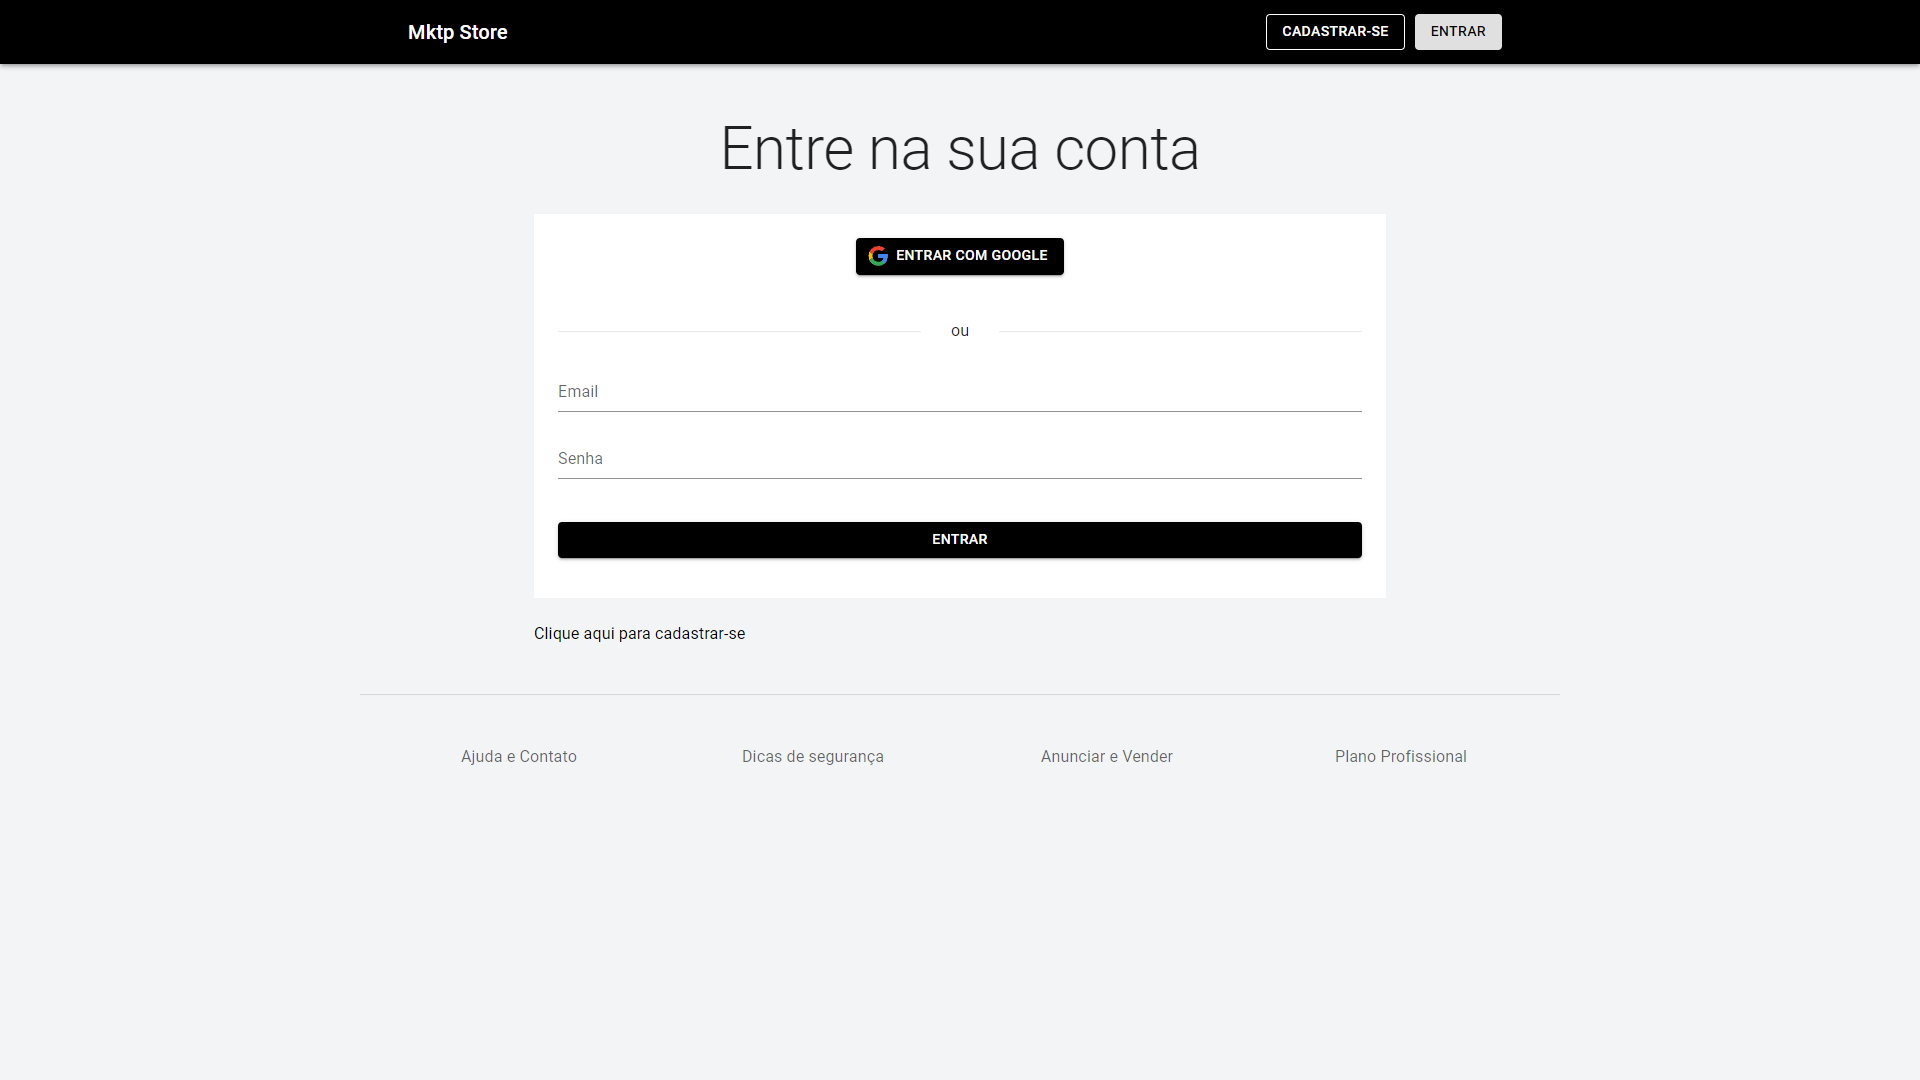 Mktp Store
CADASTRAR-SE
ENTRAR
Entre na sua conta
ENTRAR COM GOOGLE
ou
Email
Senha
ENTRAR
Clique aqui para cadastrar-se
Ajuda e Contato
Dicas de segurança
Anunciar e Vender
Plano Profissional